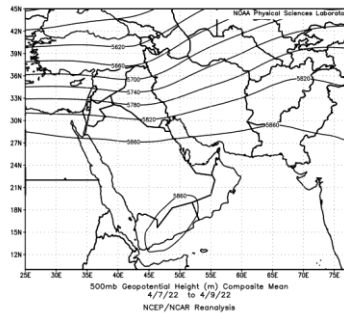 NOAA Physical Sciences Laborato
45N
42N
39N
36N
33N
30N
27N
24N
21N
18N
15N
12N
5620
5660
5700
5740
5780
5820
5820
5860
5860
5860
25E 30E 35E 40E 45E 50E 55E 60E 65E 70E 75E
500mb Geopotential Height (m) Composite Mean
4/7/22 to 4/9/22
NCEP/NCAR Reanalysis